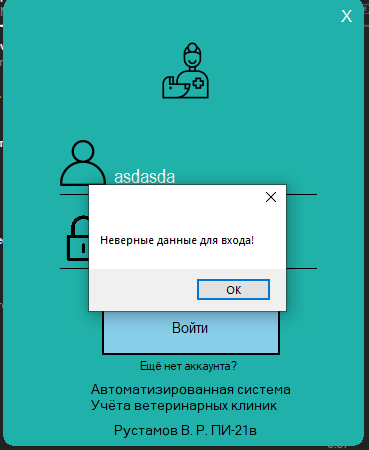 X
asdasda
Неверные данные для входа!
OK
Войти
Ещё нет аккаунта?
Автоматизированная система
Учёта ветеринарных клиник
Рустамов В. Р. ПИ-21в